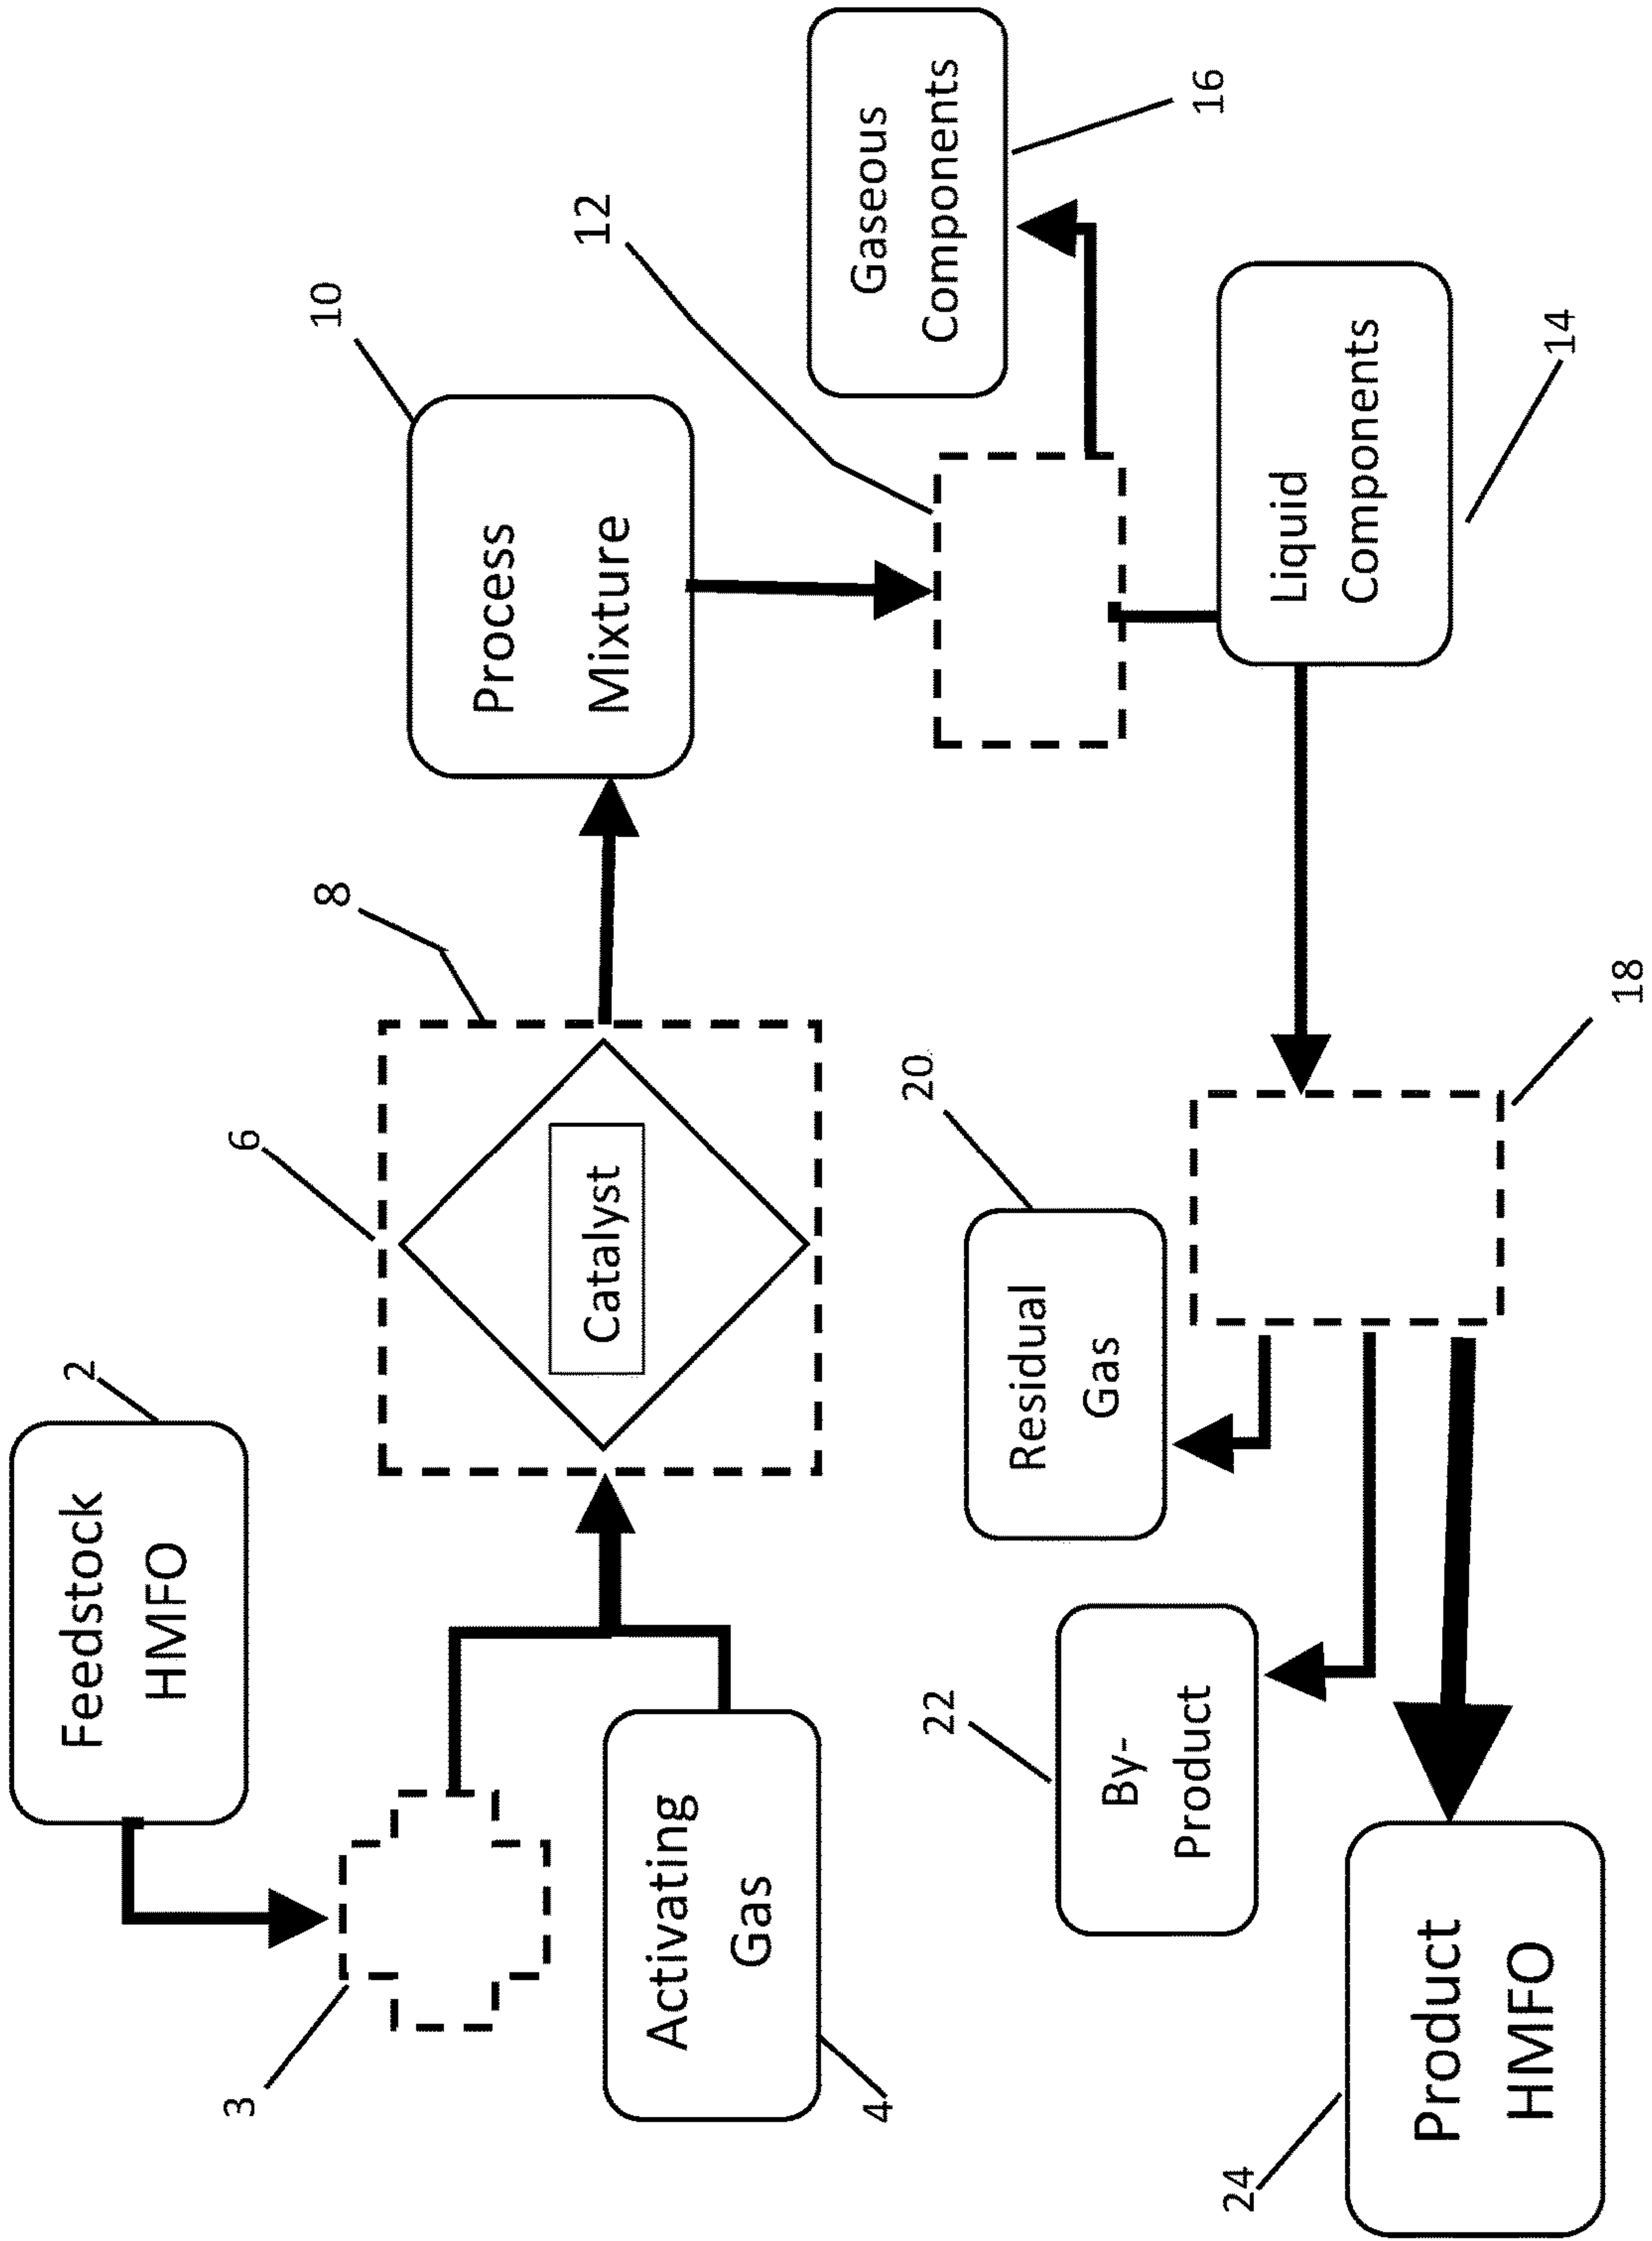 2
Feedstock
HMFO
3
Activating
Gas
4
6
8
Catalyst
10
Process
Mixture
12
Gaseous
Components
16
Liquid
Components
14
18
20
Residual
Gas
22
By-
Product
24
Product
HMFO